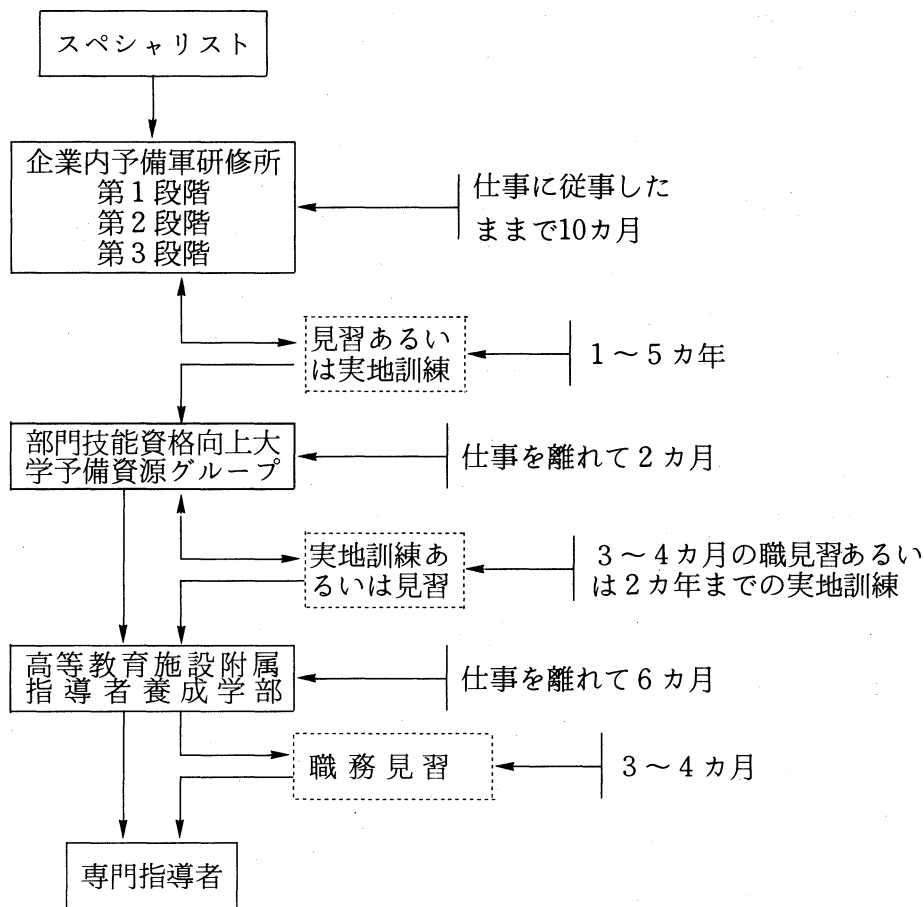 スペシャリスト
企業内予備軍研修所
第1段階
第2段階
第3段階
仕事に従事した
ままで10カ月
見習あるい
は実地訓練
1～5カ年
部門技能資格向上大
学予備資源グループ
仕事を離れて2カ月
実地訓練あ
るいは見習
3～4カ月の職見習あるい
は2カ年までの実地訓練
高等教育施設附属
指導者養成学部
仕事を離れて6カ月
職務見習
3～4カ月
専門指導者